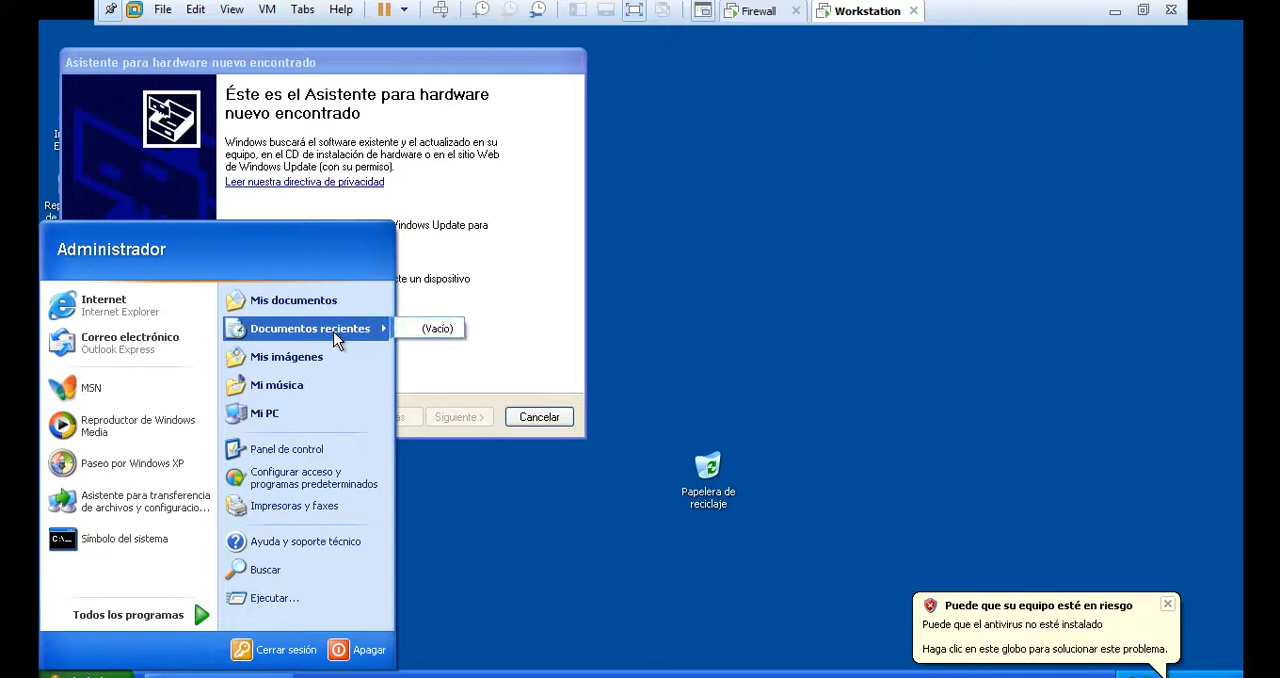 File Edit View VM Tabs Help Firewall Workstation
Asistente para hardware nuevo encontrado
Éste es el Asistente para hardware
nuevo encontrado
Windows buscará el software existente y el actualizado en su
equipo, en el CD de instalación de hardware o en el sitio Web
de Windows Update (con su permiso).
Leer nuestra directiva de privacidad
Windows Update para
un dispositivo
Siguiente >
Cancelar
Administrador
Internet
Internet Explorer
Correo electrónico
Outlook Express
MSN
Reproductor de Windows
Media
Paseo por Windows XP
Asistente para transferencia
de archivos y configuracio...
Símbolo del sistema
Todos los programas
Mis documentos
Documentos recientes
(Vacío)
Mis imágenes
Mi música
Mi PC
Panel de control
Configurar acceso y
programas predeterminados
Impresoras y faxes
Ayuda y soporte técnico
Buscar
Ejecutar...
Cerrar sesión
Apagar
Papelera de
reciclaje
Puede que su equipo esté en riesgo
Puede que el antivirus no esté instalado
Haga clic en este globo para solucionar este problema.